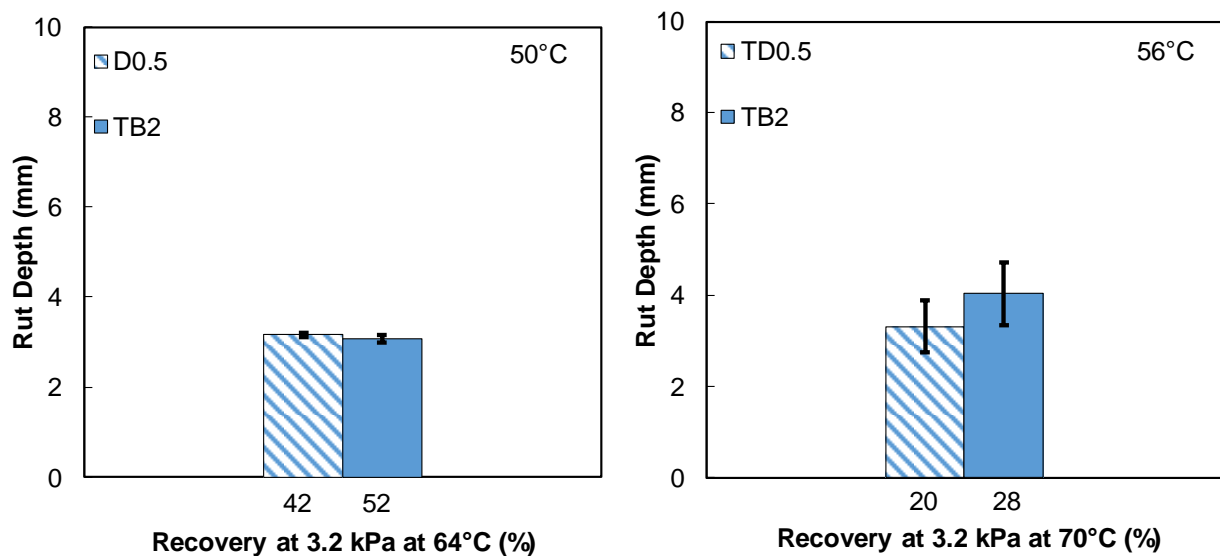 10
8
6
4
2
0
Rut Depth (mm)
D0.5
TB2
50°C
42
52
Recovery at 3.2 kPa at 64°C (%)
10
8
6
4
2
0
Rut Depth (mm)
TD0.5
TB2
56°C
20
28
Recovery at 3.2 kPa at 70°C (%)